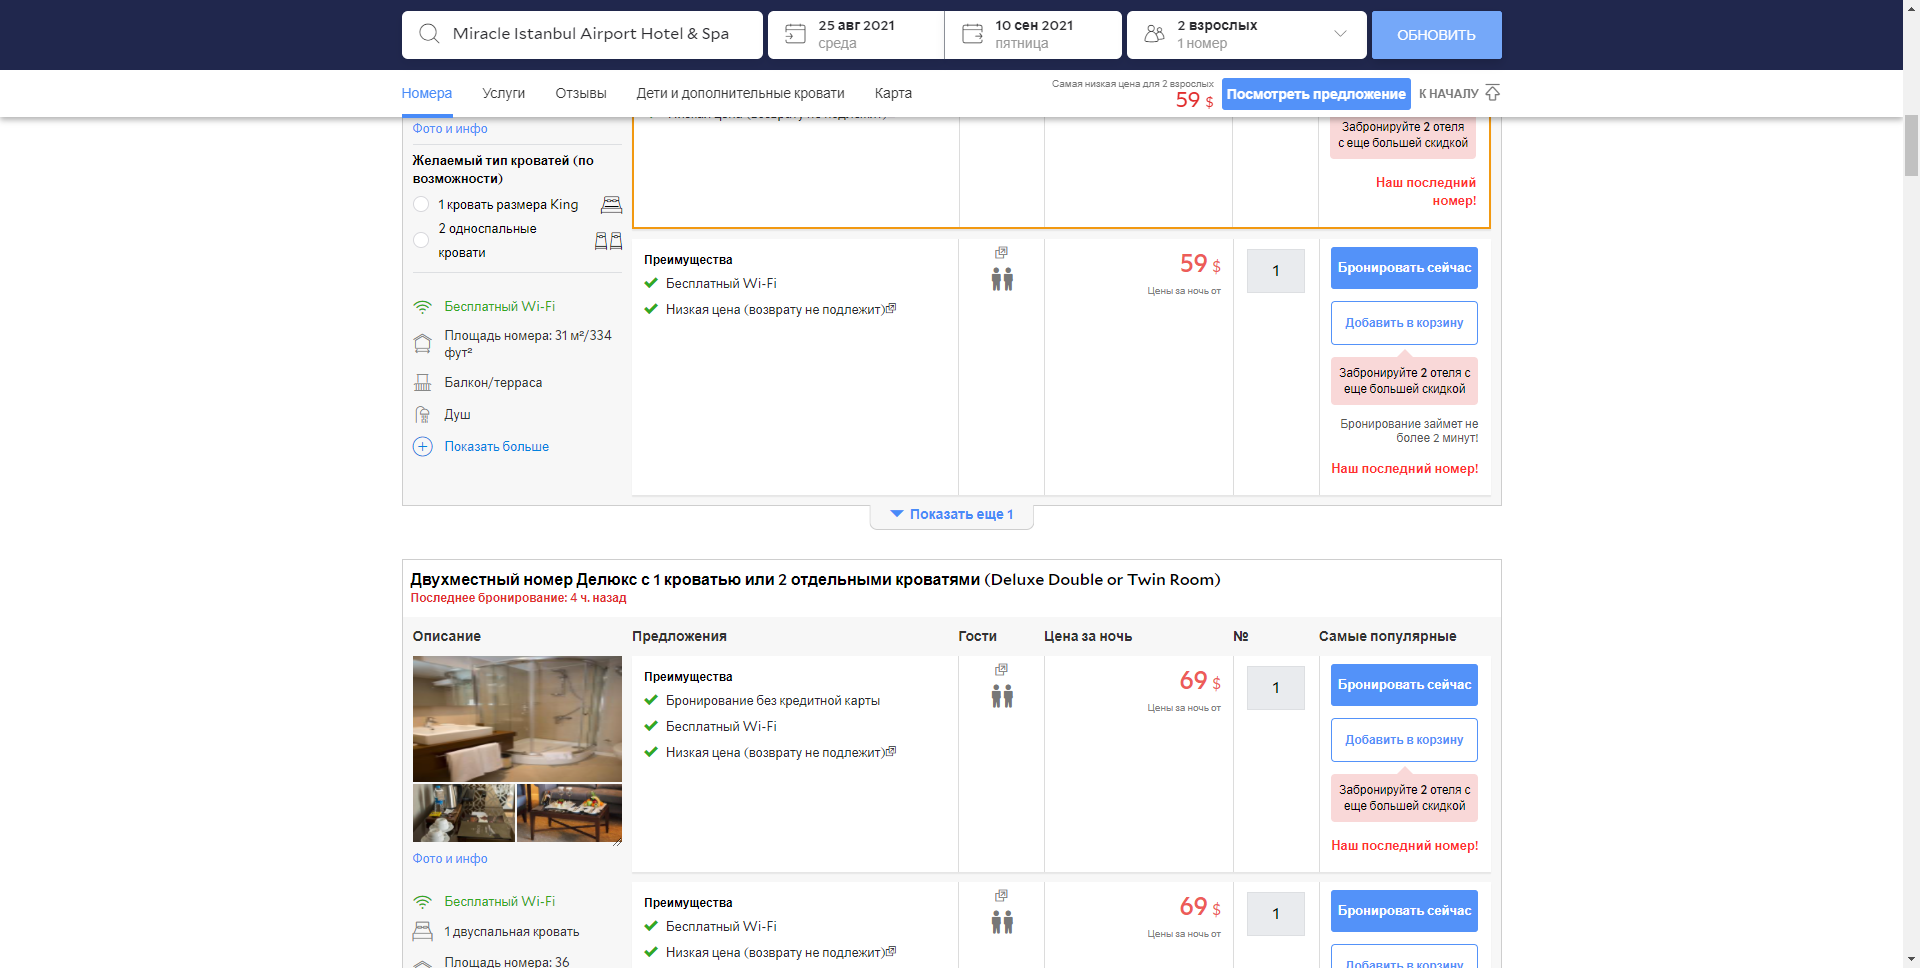 Miracle Istanbul Airport Hotel & Spa
25 авг 2021
среда
10 сен 2021
пятница
2 взрослых
1 номер
ОБНОВИТЬ
Номера
Услуги
Отзывы
Дети и дополнительные кровати
Карта
Самая низкая цена для 2 взрослых
59 $
Посмотреть предложение
К НАЧАЛУ
Фото и инфо
Желаемый тип кроватей (по
возможности)
1 кровать размера King
2 односпальные
кровати
Бесплатный Wi-Fi
Площадь номера: 31 м²/334
фут²
Балкон/терраса
Душ
Показать больше
Низкая цена (возврату не подлежит)
Забронируйте 2 отеля
с еще большей скидкой
Наш последний
номер!
Преимущества
Бесплатный Wi-Fi
Низкая цена (возврату не подлежит)
59 $
Цены за ночь от
1
Бронировать сейчас
Добавить в корзину
Забронируйте 2 отеля с
еще большей скидкой
Бронирование займет не
более 2 минут!
Наш последний номер!
Показать еще 1
Двухместный номер Делюкс с 1 кроватью или 2 отдельными кроватями (Deluxe Double or Twin Room)
Последнее бронирование: 4 ч. назад
Описание
Предложения
Гости
Цена за ночь
№
Самые популярные
Фото и инфо
Бесплатный Wi-Fi
1 двуспальная кровать
Площадь номера: 36
Преимущества
Бронирование без кредитной карты
Бесплатный Wi-Fi
Низкая цена (возврату не подлежит)
69 $
Цены за ночь от
1
Бронировать сейчас
Добавить в корзину
Забронируйте 2 отеля с
еще большей скидкой
Наш последний номер!
Преимущества
Бесплатный Wi-Fi
Низкая цена (возврату не подлежит)
69 $
Цены за ночь от
1
Бронировать сейчас
Добавить в корзину